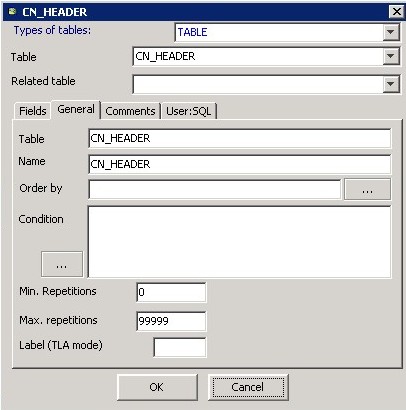 CN_HEADER
Types of tables: TABLE
Table CN_HEADER
Related table
Fields General Comments User:SQL
Table CN_HEADER
Name CN_HEADER
Order by ...
Condition
...
Min. Repetitions 0
Max. repetitions 99999
Label (TLA mode)
OK Cancel